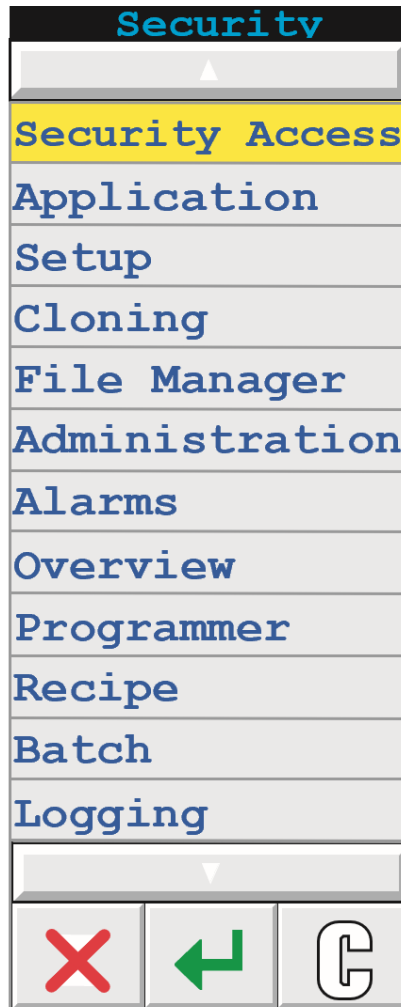 Security
Security Access
Application
Setup
Cloning
File Manager
Administration
Alarms
Overview
Programmer
Recipe
Batch
Logging
C